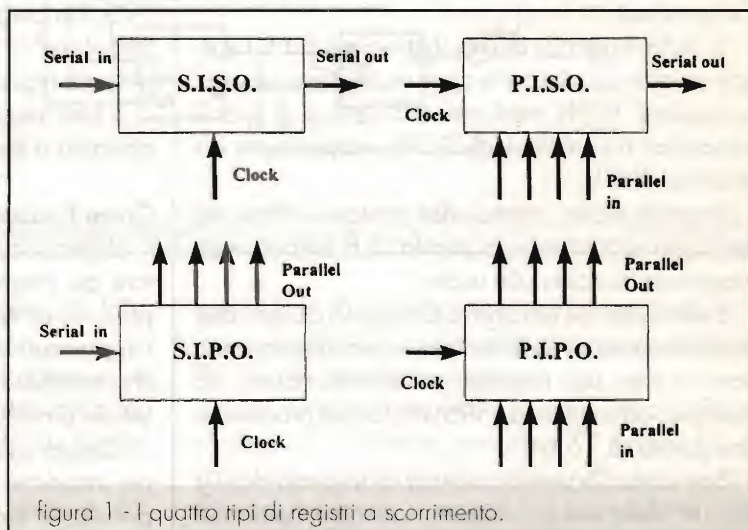 Serial in
S.I.S.O.
Serial out
Clock
P.I.S.O.
Serial out
Clock
Parallel
in
Serial in
Parallel
Out
S.I.P.O.
Clock
Parallel
Out
P.I.P.O.
Clock
Parallel
in
figura 1 - I quattro tipi di registri a scorrimento.